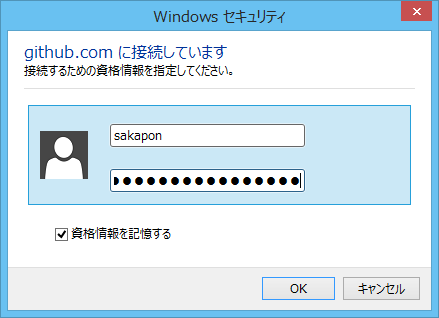 Windows セキュリティ
github.com に接続しています
接続するための資格情報を指定してください。
sakapon
●●●●●●●●●●●●●●●
資格情報を記憶する
OK キャンセル